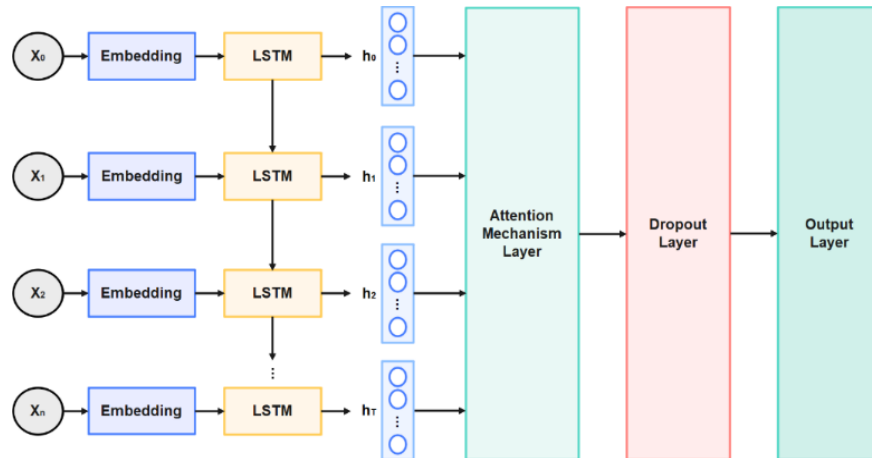 X₀ Embedding LSTM h₀
X₁ Embedding LSTM h₁
X₂ Embedding LSTM h₂
⋮
Xₙ Embedding LSTM h_T
Attention
Mechanism
Layer
Dropout
Layer
Output
Layer